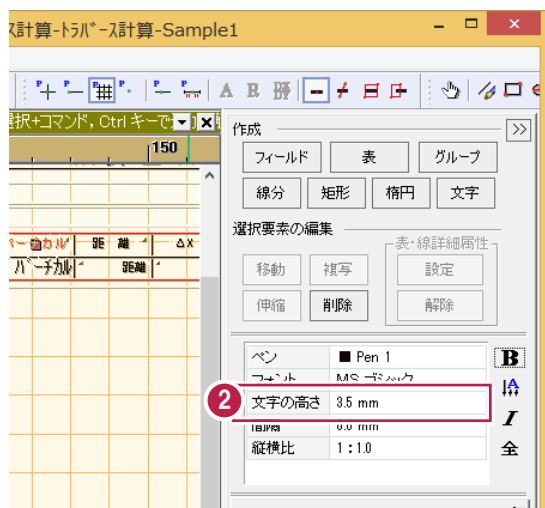 ス計算-トラバース計算-Sample1
選択+コマンド, Ctrl キーで
150
作成
フィールド 表 グループ
線分 矩形 楕円 文字
選択要素の編集
表・線詳細属性
移動 複写 設定
伸縮 削除 解除
距 離 ΔX
バーチカル 距離
ペン Pen 1
フォント MS ゴシック
2 文字の高さ 3.5 mm
間隔 0.0 mm
縦横比 1 : 1.0
B
A
I
全